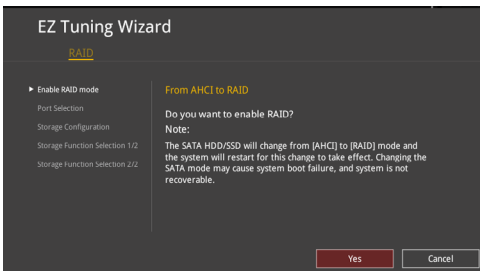 EZ Tuning Wizard
RAID
Enable RAID mode
Port Selection
Storage Configuration
Storage Function Selection 1/2
Storage Function Selection 2/2
From AHCI to RAID
Do you want to enable RAID?
Note:
The SATA HDD/SSD will change from [AHCI] to [RAID] mode and
the system will restart for this change to take effect. Changing the
SATA mode may cause system boot failure, and system is not
recoverable.
Yes
Cancel